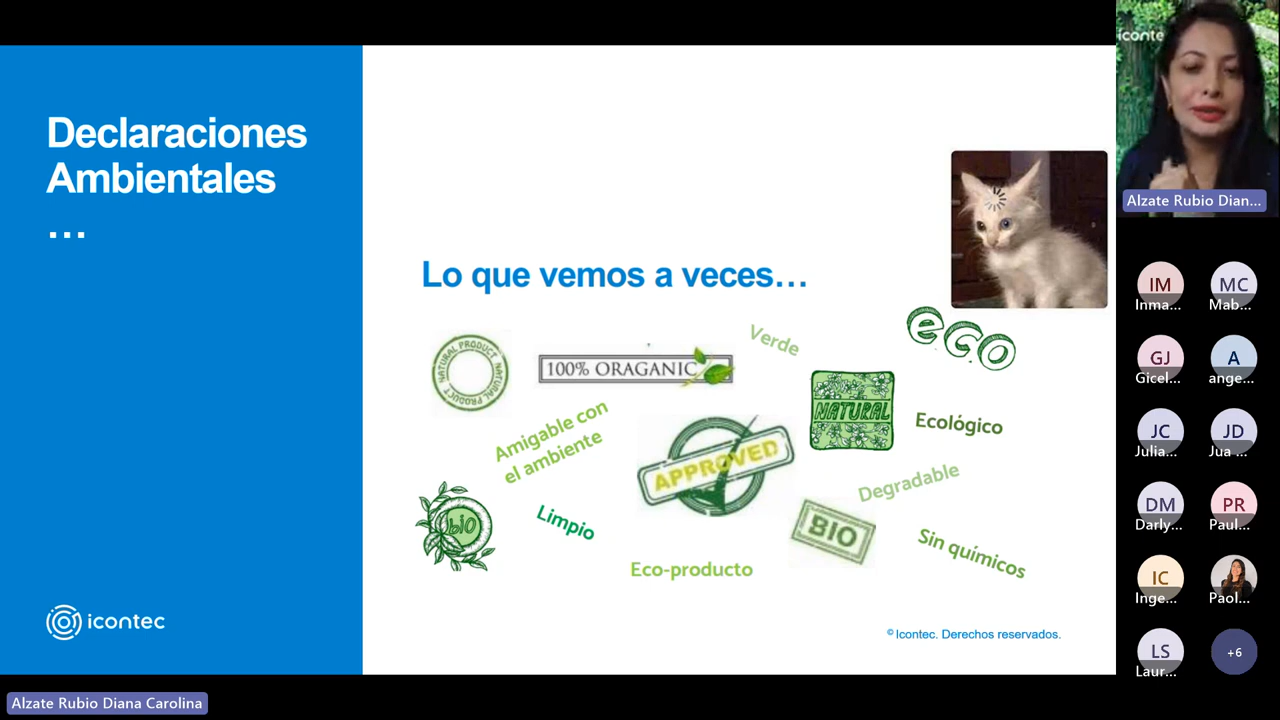 Declaraciones
Ambientales
...
icontec
Lo que vemos a veces...
NATURAL PRODUCT NATURAL PRODUCT
100% ORAGANIC
Verde
eco
Amigable con
el ambiente
APPROVED
NATURAL
Ecológico
Degradable
bio
Limpio
BIO
Sin químicos
Eco-producto
© Icontec. Derechos reservados.
Alzate Rubio Diana Carolina
iconte
Alzate Rubio Dian...
IM
MC
Inma...
Mab...
GJ
A
Gicel...
ange...
JC
JD
Julia...
Jua ...
DM
PR
Darly...
Paul...
IC
Inge...
Paol...
LS
+6
Laur...